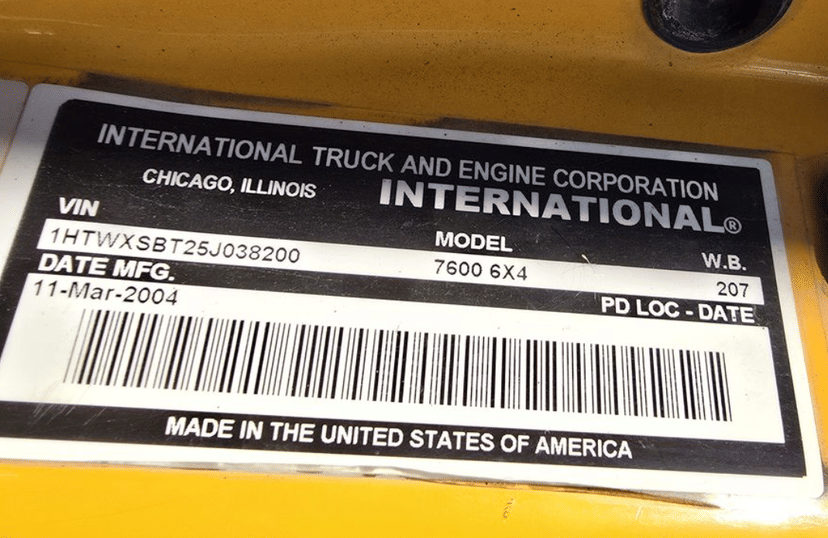 INTERNATIONAL TRUCK AND ENGINE CORPORATION
CHICAGO, ILLINOIS INTERNATIONAL®
VIN MODEL W.B.
1HTWXSBT25J038200 7600 6X4 207
DATE MFG. PD LOC - DATE
11-Mar-2004
MADE IN THE UNITED STATES OF AMERICA